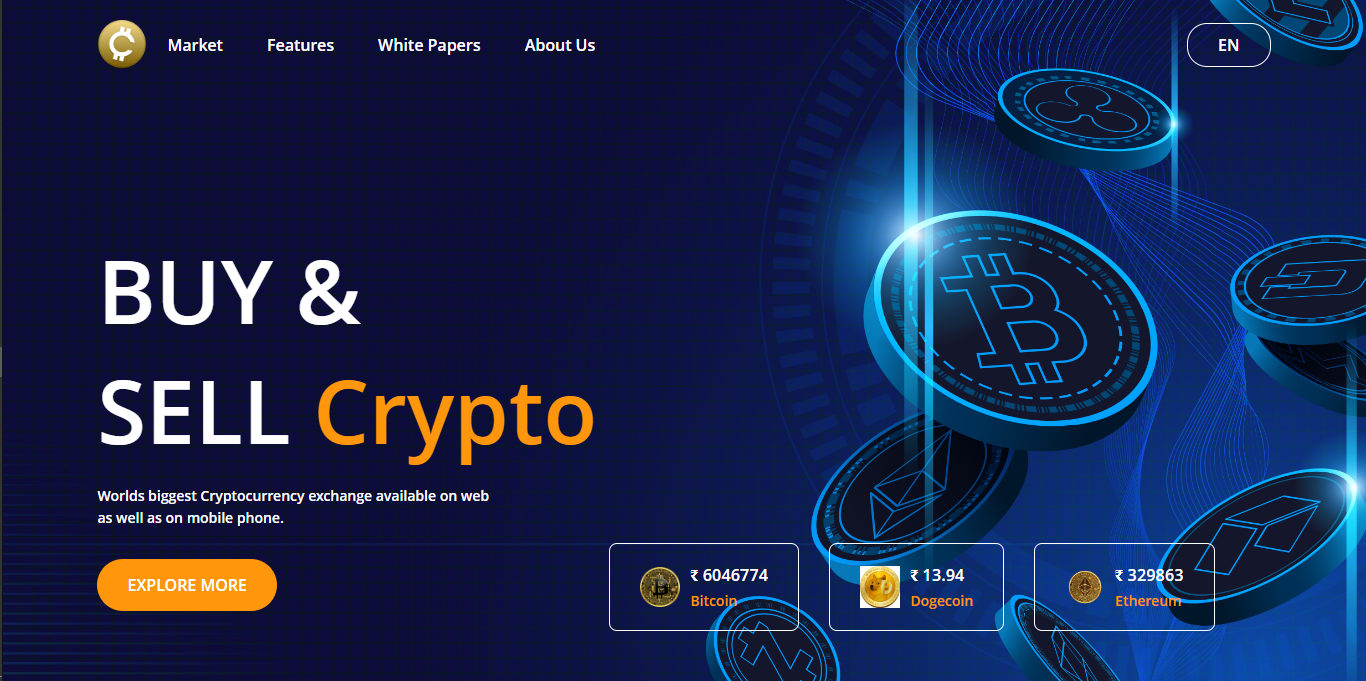 Market
Features
White Papers
About Us
EN
BUY &
SELL Crypto
Worlds biggest Cryptocurrency exchange available on web
as well as on mobile phone.
EXPLORE MORE
₹ 6046774
Bitcoin
₹ 13.94
Dogecoin
₹ 329863
Ethereum